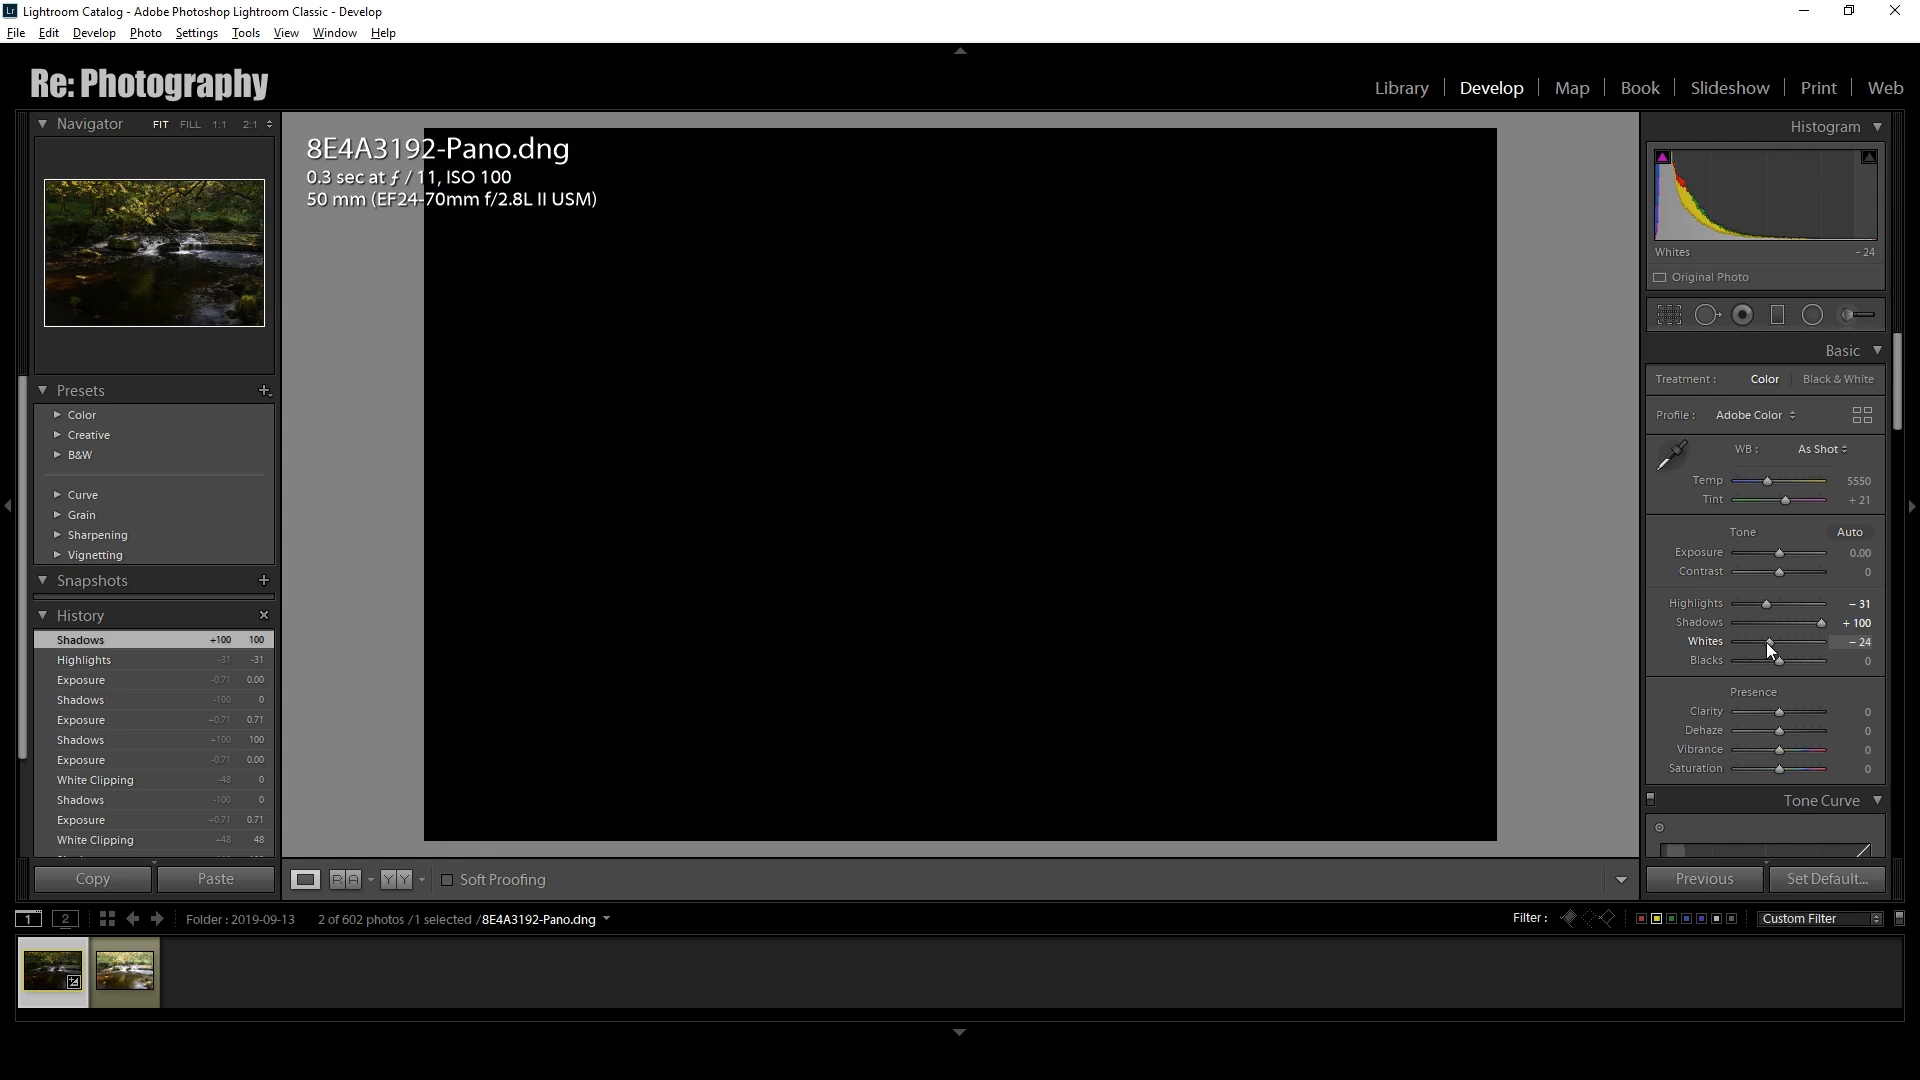 Lightroom Catalog - Adobe Photoshop Lightroom Classic - Develop
File Edit Develop Photo Settings Tools View Window Help
Re: Photography
Library Develop Map Book Slideshow Print Web
Navigator FIT FILL 1:1 2:1
8E4A3192-Pano.dng
0.3 sec at ƒ / 11, ISO 100
50 mm (EF24-70mm f/2.8L II USM)
Presets
Color
Creative
B&W
Curve
Grain
Sharpening
Vignetting
Snapshots
History
Shadows +100 100
Highlights -31 -31
Exposure -0.71 0.00
Shadows -100 0
Exposure +0.71 0.71
Shadows +100 100
Exposure -0.71 0.00
White Clipping -48 0
Shadows -100 0
Exposure +0.71 0.71
White Clipping +48 48
Copy Paste
Histogram
Whites - 24
Original Photo
Basic
Treatment : Color Black & White
Profile : Adobe Color
WB : As Shot
Temp 5550
Tint + 21
Tone Auto
Exposure 0.00
Contrast 0
Highlights - 31
Shadows + 100
Whites - 24
Blacks 0
Presence
Clarity 0
Dehaze 0
Vibrance 0
Saturation 0
Tone Curve
Previous Set Default...
R A Y Y Soft Proofing
1 2 Folder : 2019-09-13 2 of 602 photos / 1 selected / 8E4A3192-Pano.dng Filter : Custom Filter